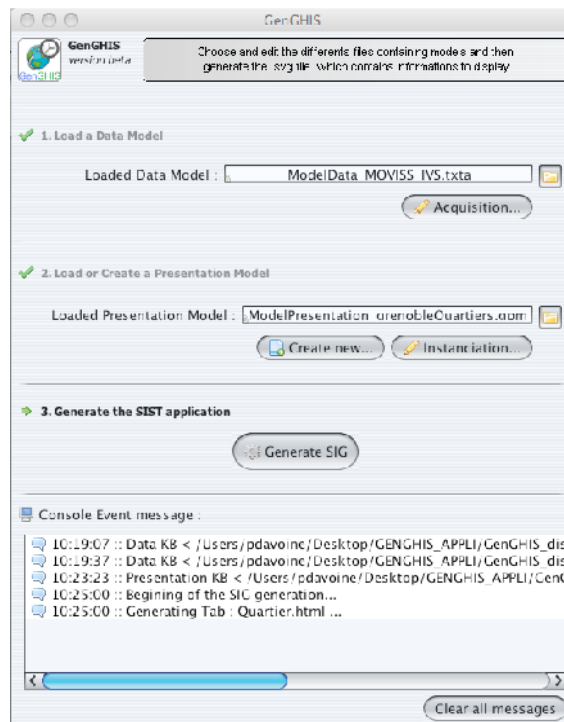 GenGHIS
GenGHIS
version beta
GenGHIS
Choose and edit the differents files containing models and then
generate the .svg file, which contains informations to display
1. Load a Data Model
Loaded Data Model :
ModelData_MOVISS_IVS.txta
Acquisition...
2. Load or Create a Presentation Model
Loaded Presentation Model :
ModelPresentation_grenobleQuartiers.gpm
Create new...
Instanciation...
3. Generate the SIST application
Generate SIG
Console Event message :
10:19:07 :: Data KB < /Users/pdavoine/Desktop/GENGHIS_APPLI/GenGHIS_dis
10:19:37 :: Data KB < /Users/pdavoine/Desktop/GENGHIS_APPLI/GenGHIS_dis
10:23:23 :: Presentation KB < /Users/pdavoine/Desktop/GENGHIS_APPLI/GenG
10:25:00 :: Begining of the SIG generation...
10:25:00 :: Generating Tab : Quartier.html ...
Clear all messages